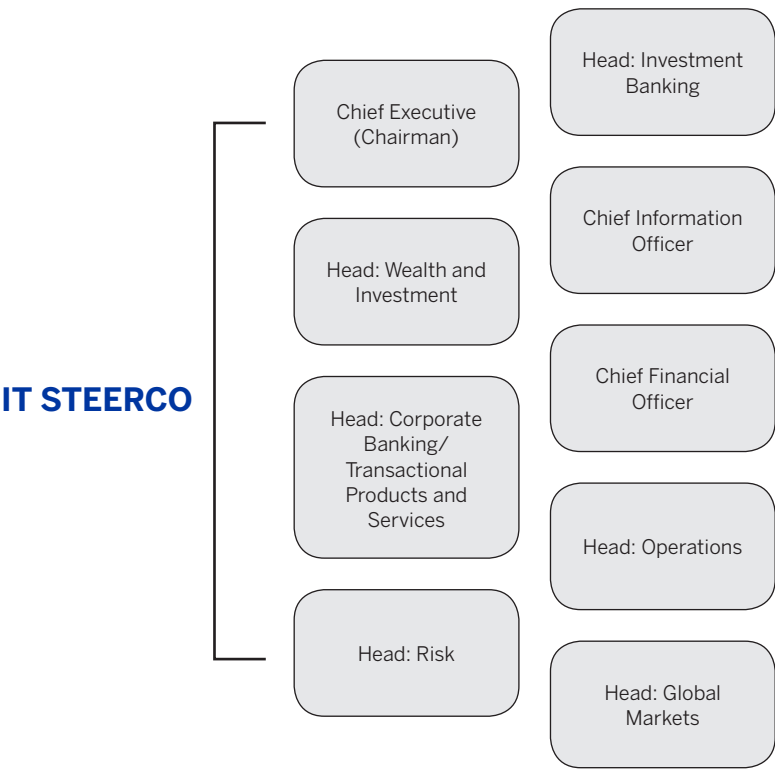 IT STEERCO
Chief Executive
(Chairman)
Head: Wealth and
Investment
Head: Corporate
Banking/
Transactional
Products and
Services
Head: Risk
Head: Investment
Banking
Chief Information
Officer
Chief Financial
Officer
Head: Operations
Head: Global
Markets